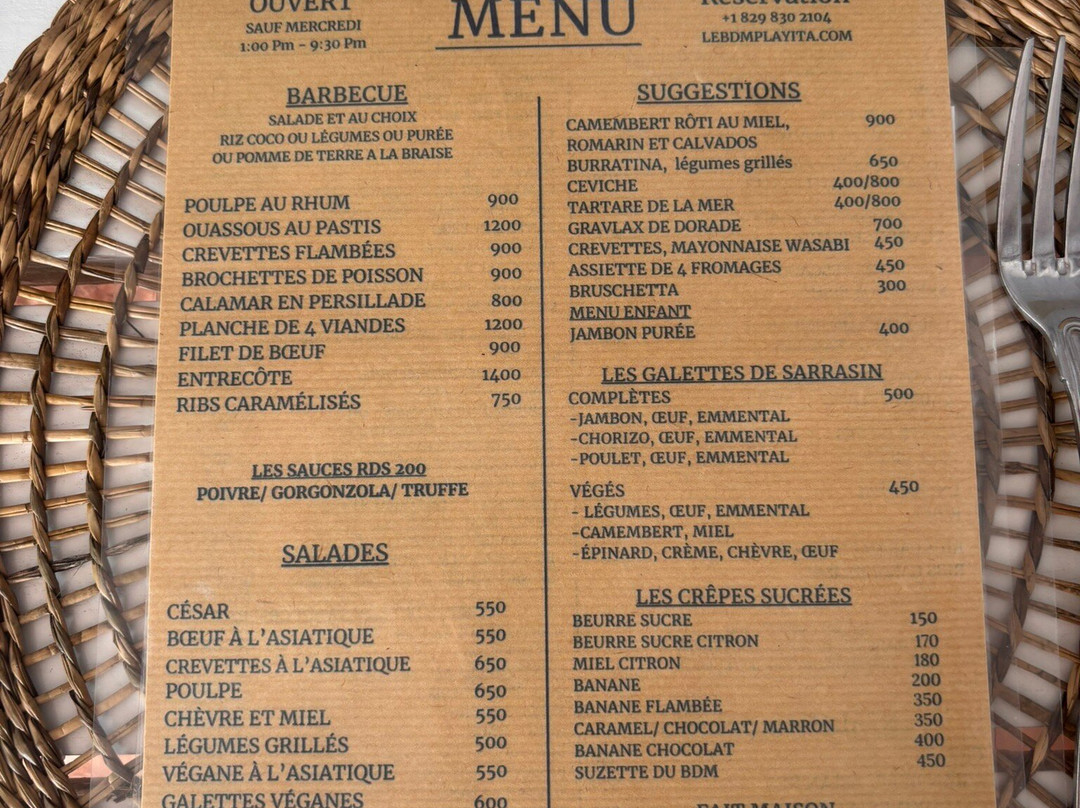 OUVERT
SAUF MERCREDI
1:00 Pm - 9:30 Pm
MENU
Réservation
+1 829 830 2104
LEBDMPLAYITA.COM
BARBECUE
SALADE ET AU CHOIX
RIZ COCO OU LÉGUMES OU PURÉE
OU POMME DE TERRE A LA BRAISE
POULPE AU RHUM 900
OUASSOUS AU PASTIS 1200
CREVETTES FLAMBÉES 900
BROCHETTES DE POISSON 900
CALAMAR EN PERSILLADE 800
PLANCHE DE 4 VIANDES 1200
FILET DE BŒUF 900
ENTRECÔTE 1400
RIBS CARAMÉLISÉS 750
LES SAUCES RDS 200
POIVRE/ GORGONZOLA/ TRUFFE
SALADES
CÉSAR 550
BŒUF À L'ASIATIQUE 550
CREVETTES À L'ASIATIQUE 650
POULPE 650
CHÈVRE ET MIEL 550
LÉGUMES GRILLÉS 500
VÉGANE À L'ASIATIQUE 550
GALETTES VÉGANES 600
SUGGESTIONS
CAMEMBERT RÔTI AU MIEL, 900
ROMARIN ET CALVADOS
BURRATINA, légumes grillés 650
CEVICHE 400/800
TARTARE DE LA MER 400/800
GRAVLAX DE DORADE 700
CREVETTES, MAYONNAISE WASABI 450
ASSIETTE DE 4 FROMAGES 450
BRUSCHETTA 300
MENU ENFANT
JAMBON PURÉE 400
LES GALETTES DE SARRASIN
COMPLÈTES 500
-JAMBON, ŒUF, EMMENTAL
-CHORIZO, ŒUF, EMMENTAL
-POULET, ŒUF, EMMENTAL
VÉGÉS 450
- LÉGUMES, ŒUF, EMMENTAL
-CAMEMBERT, MIEL
-ÉPINARD, CRÈME, CHÈVRE, ŒUF
LES CRÊPES SUCRÉES
BEURRE SUCRE 150
BEURRE SUCRE CITRON 170
MIEL CITRON 180
BANANE 200
BANANE FLAMBÉE 350
CARAMEL/ CHOCOLAT/ MARRON 350
BANANE CHOCOLAT 400
SUZETTE DU BDM 450
FAIT MAISON